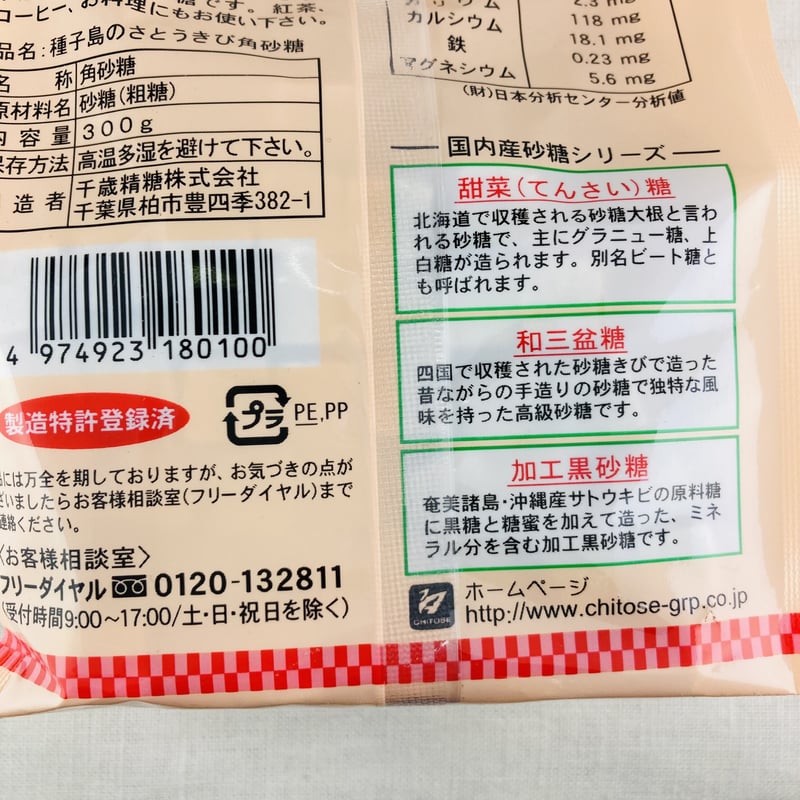 糖です。紅茶、
コーヒー、お料理にもお使い下さい。
品名:種子島のさとうきび角砂糖
名 称 角砂糖
原材料名 砂糖(粗糖)
内容量 300g
保存方法 高温多湿を避けて下さい。
造者 千歳精糖株式会社
千葉県柏市豊四季382-1
4 974923 180100
製造特許登録済
プラ PE,PP
には万全を期しておりますが、お気づきの点が
ざいましたらお客様相談室(フリーダイヤル)まで
連絡ください。
〈お客様相談室〉
フリーダイヤル 0120-132811
(受付時間9:00~17:00/土・日・祝日を除く)
カリウム 2.3 mg
カルシウム 118 mg
鉄 18.1 mg
マグネシウム 0.23 mg
5.6 mg
(財)日本分析センター分析値
国内産砂糖シリーズ
甜菜(てんさい)糖
北海道で収穫される砂糖大根と言わ
れる砂糖で、主にグラニュー糖、上
白糖が造られます。別名ビート糖と
も呼ばれます。
和三盆糖
四国で収穫された砂糖きびで造った
昔ながらの手造りの砂糖で独特な風
味を持った高級砂糖です。
加工黒砂糖
奄美諸島・沖縄産サトウキビの原料糖
に黒糖と糖蜜を加えて造った、ミネ
ラル分を含む加工黒砂糖です。
CHITOSE
ホームページ
http://www.chitose-grp.co.jp